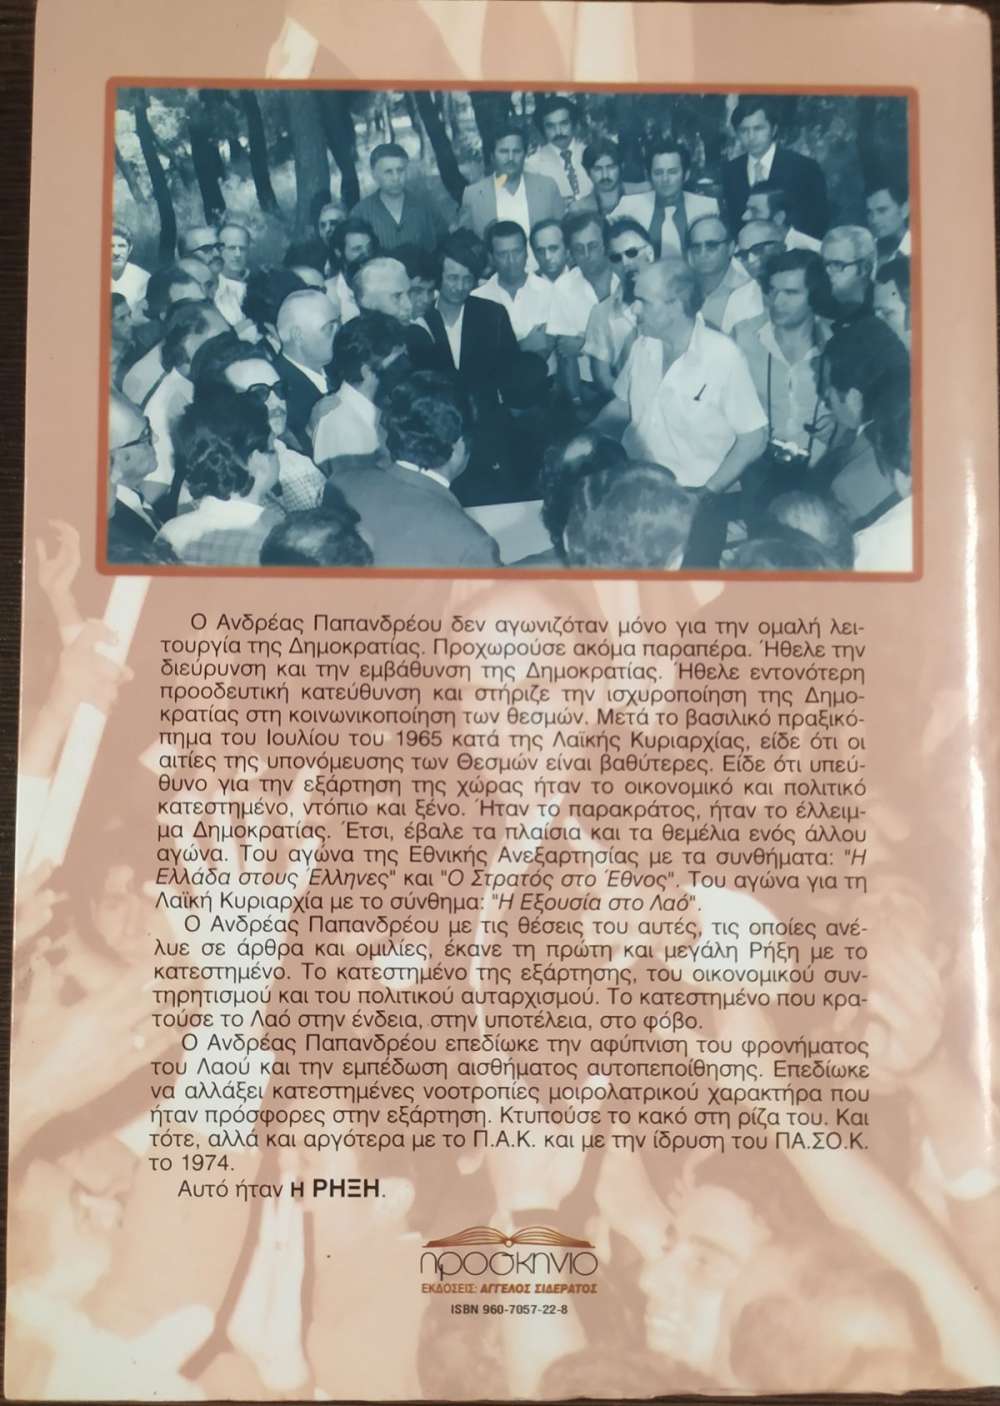 Ο Ανδρέας Παπανδρέου δεν αγωνιζόταν μόνο για την ομαλή λει-
τουργία της Δημοκρατίας. Προχωρούσε ακόμα παραπέρα. Ήθελε την
διεύρυνση και την εμβάθυνση της Δημοκρατίας. Ήθελε εντονότερη
προοδευτική κατεύθυνση και στήριζε την ισχυροποίηση της Δημο-
κρατίας στη κοινωνικοποίηση των θεσμών. Μετά το βασιλικό πραξικό-
πημα του Ιουλίου του 1965 κατά της Λαϊκής Κυριαρχίας, είδε ότι οι
αιτίες της υπονόμευσης των Θεσμών είναι βαθύτερες. Είδε ότι υπεύ-
θυνο για την εξάρτηση της χώρας ήταν το οικονομικό και πολιτικό
κατεστημένο, ντόπιο και ξένο. Ήταν το παρακράτος, ήταν το έλλειμ-
μα Δημοκρατίας. Έτσι, έβαλε τα πλαίσια και τα θεμέλια ενός άλλου
αγώνα. Του αγώνα της Εθνικής Ανεξαρτησίας με τα συνθήματα: "Η
Ελλάδα στους Έλληνες" και "Ο Στρατός στο Έθνος". Του αγώνα για τη
Λαϊκή Κυριαρχία με το σύνθημα: "Η Εξουσία στο Λαό".
Ο Ανδρέας Παπανδρέου με τις θέσεις του αυτές, τις οποίες ανέ-
λυε σε άρθρα και ομιλίες, έκανε τη πρώτη και μεγάλη Ρήξη με το
κατεστημένο. Το κατεστημένο της εξάρτησης, του οικονομικού συν-
τηρητισμού και του πολιτικού αυταρχισμού. Το κατεστημένο που κρα-
τούσε το Λαό στην ένδεια, στην υποτέλεια, στο φόβο.
Ο Ανδρέας Παπανδρέου επεδίωκε την αφύπνιση του φρονήματος
του Λαού και την εμπέδωση αισθήματος αυτοπεποίθησης. Επεδίωκε
να αλλάξει κατεστημένες νοοτροπίες μοιρολατρικού χαρακτήρα που
ήταν πρόσφορες στην εξάρτηση. Κτυπούσε το κακό στη ρίζα του. Και
τότε, αλλά και αργότερα με το Π.Α.Κ. και με την ίδρυση του ΠΑ.ΣΟ.Κ.
το 1974.
Αυτό ήταν Η ΡΗΞΗ.
προσκηνιο
ΕΚΔΟΣΕΙΣ: ΑΓΓΕΛΟΣ ΣΙΔΕΡΑΤΟΣ
ISBN 960-7057-22-8